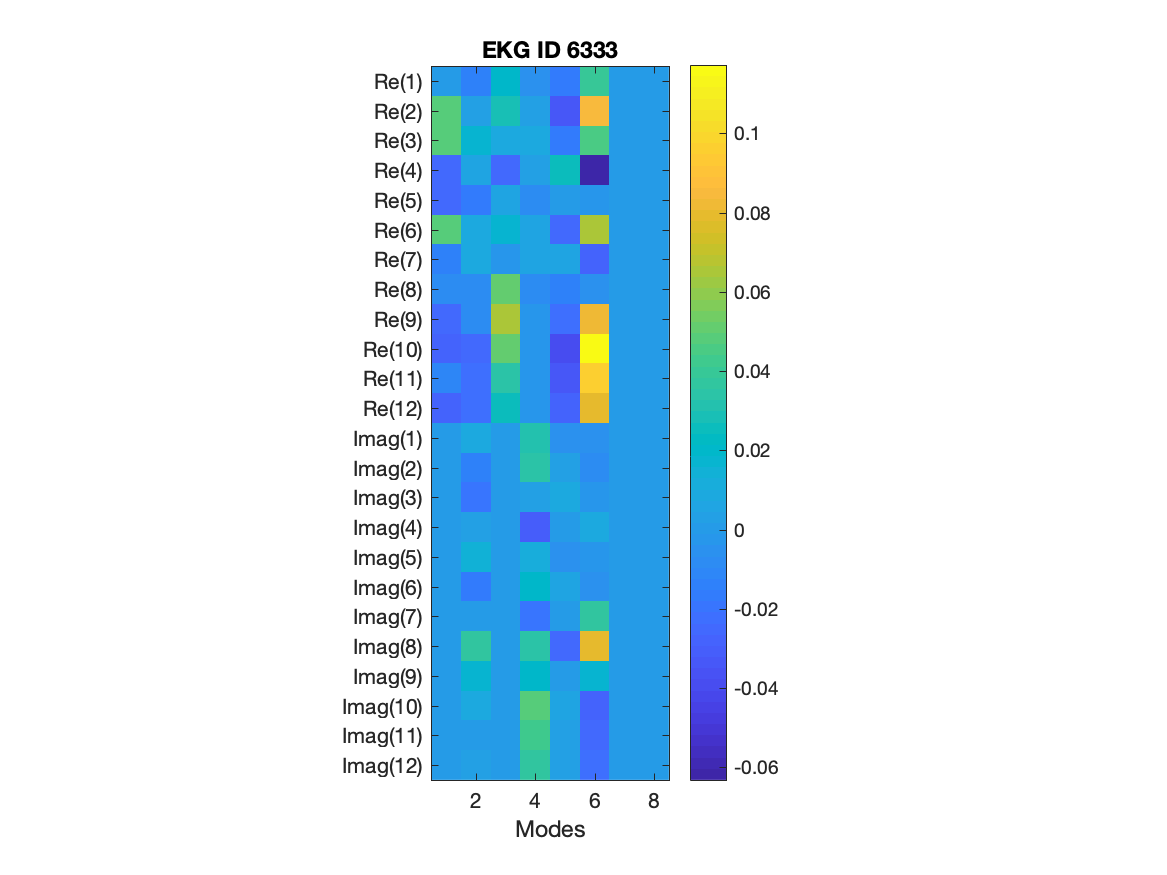 EKG ID 6333
Re(1)
Re(2)
Re(3)
Re(4)
Re(5)
Re(6)
Re(7)
Re(8)
Re(9)
Re(10)
Re(11)
Re(12)
Imag(1)
Imag(2)
Imag(3)
Imag(4)
Imag(5)
Imag(6)
Imag(7)
Imag(8)
Imag(9)
Imag(10)
Imag(11)
Imag(12)
2 4 6 8
Modes
0.1
0.08
0.06
0.04
0.02
0
-0.02
-0.04
-0.06